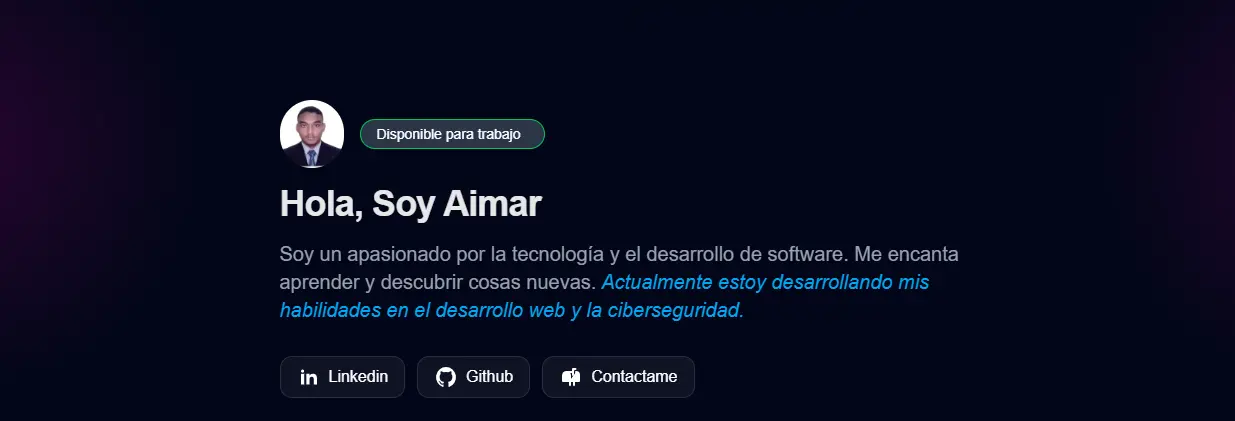 Disponible para trabajo
Hola, Soy Aimar
Soy un apasionado por la tecnología y el desarrollo de software. Me encanta
aprender y descubrir cosas nuevas. Actualmente estoy desarrollando mis
habilidades en el desarrollo web y la ciberseguridad.
Linkedin Github Contactame